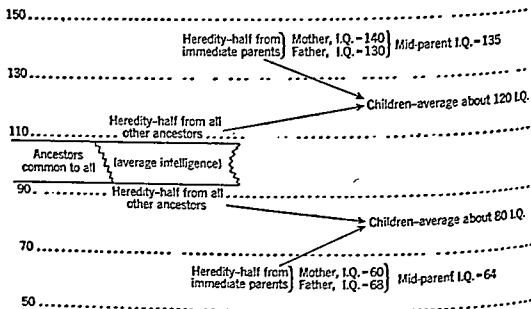 150
Heredity-half from immediate parents} Mother, I.Q.=140 Father, I.Q.=130} Mid-parent I.Q.=135
130
Children-average about 120 I.Q.
Heredity-half from all
other ancestors
110
Ancestors common to all
(average intelligence)
90
Heredity-half from all
other ancestors
Children-average about 80 I.Q.
70
Heredity-half from immediate parents} Mother, I.Q.=60 Father, I.Q.=68} Mid-parent I.Q.=64
50